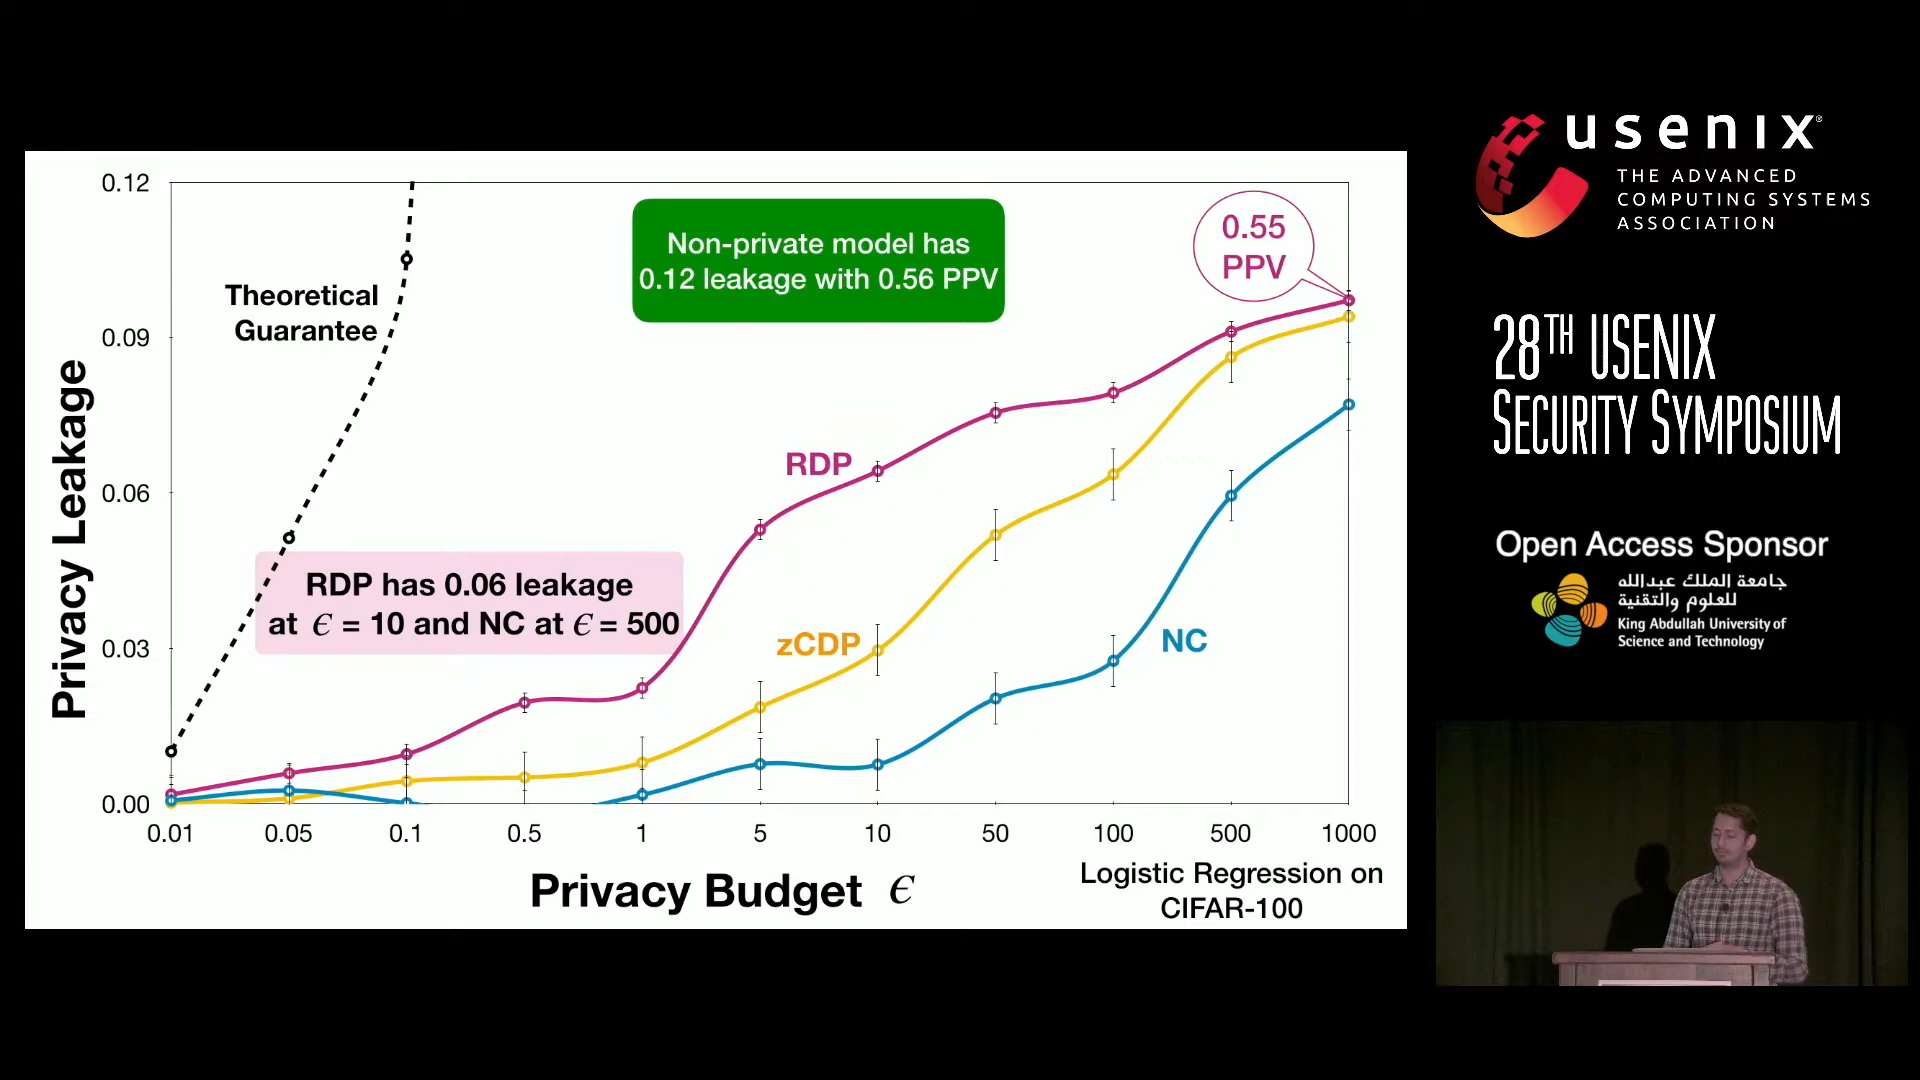 0.12
0.09
0.06
0.03
0.00
Privacy Leakage
Theoretical
Guarantee
Non-private model has
0.12 leakage with 0.56 PPV
0.55
PPV
RDP
RDP has 0.06 leakage
at ϵ = 10 and NC at ϵ = 500
zCDP
NC
0.01 0.05 0.1 0.5 1 5 10 50 100 500 1000
Privacy Budget ϵ
Logistic Regression on
CIFAR-100
usenix®
THE ADVANCED
COMPUTING SYSTEMS
ASSOCIATION
28TH USENIX
SECURITY SYMPOSIUM
Open Access Sponsor
جامعة الملك عبدالله
للعلوم والتقنية
King Abdullah University of
Science and Technology